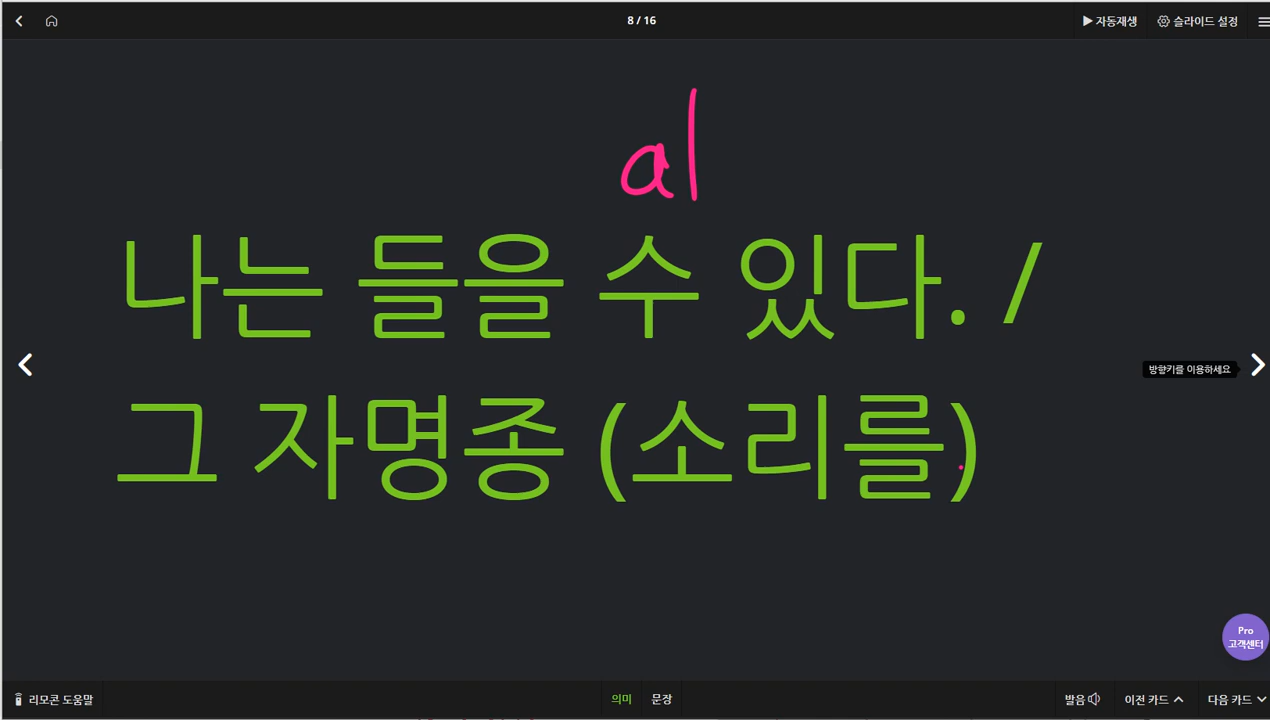 8 / 16
자동재생
슬라이드 설정
al
나는 들을 수 있다. /
그 자명종 (소리를)
방향키를 이용하세요
Pro
고객센터
리모콘 도움말
의미
문장
발음
이전 카드
다음 카드